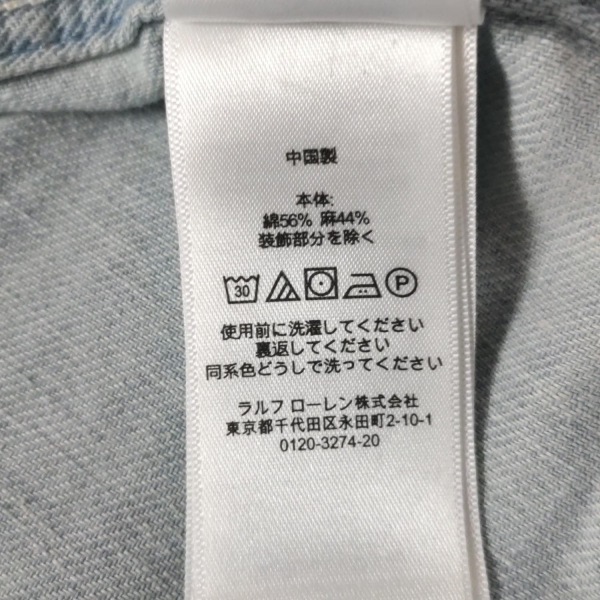 中国製
本体:
綿56% 麻44%
装飾部分を除く
30 P
使用前に洗濯してください
裏返してください
同系色どうしで洗ってください
ラルフ ローレン株式会社
東京都千代田区永田町2-10-1
0120-3274-20